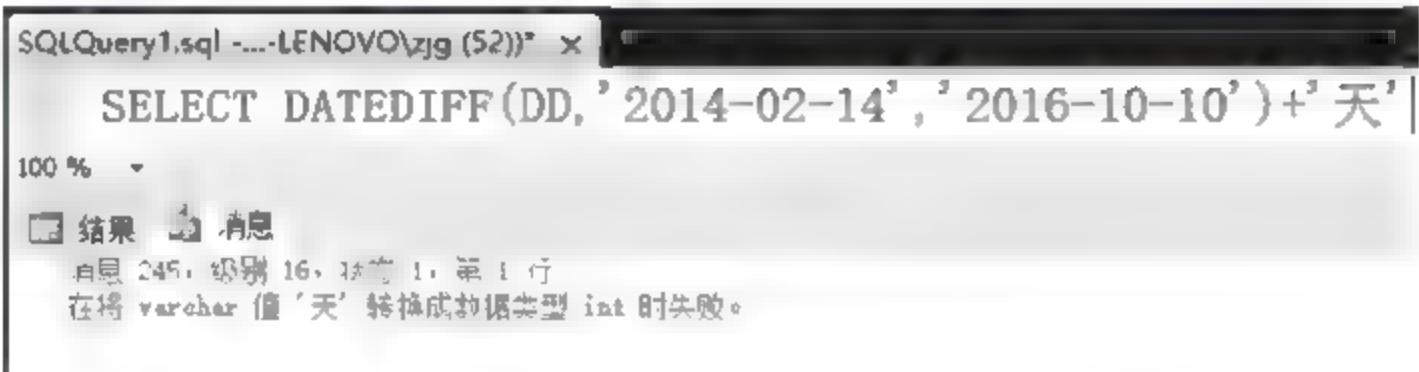 SQLQuery1.sql -...-LENOVO\zjg (52))* ×
SELECT DATEDIFF(DD,'2014-02-14','2016-10-10')+'天'
100 %
结果 消息
消息 245，级别 16，状态 1，第 1 行
在将 varchar 值 '天' 转换成数据类型 int 时失败。